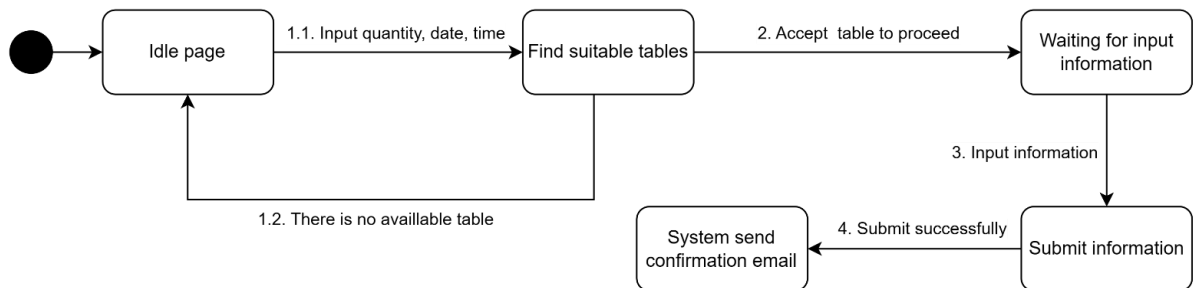 1.1. Input quantity, date, time
2. Accept table to proceed
Idle page
Find suitable tables
Waiting for input
information
3. Input information
1.2. There is no availlable table
System send
confirmation email
4. Submit successfully
Submit information